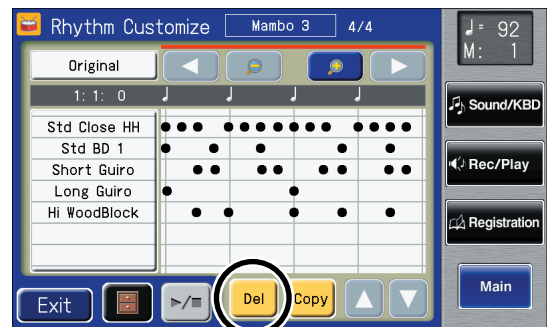 Rhythm Customize Mambo 3 4/4
♩= 92
M: 1
Original
1: 1: 0
Std Close HH
Std BD 1
Short Guiro
Long Guiro
Hi WoodBlock
Sound/KBD
Rec/Play
Registration
Main
Exit
Del
Copy